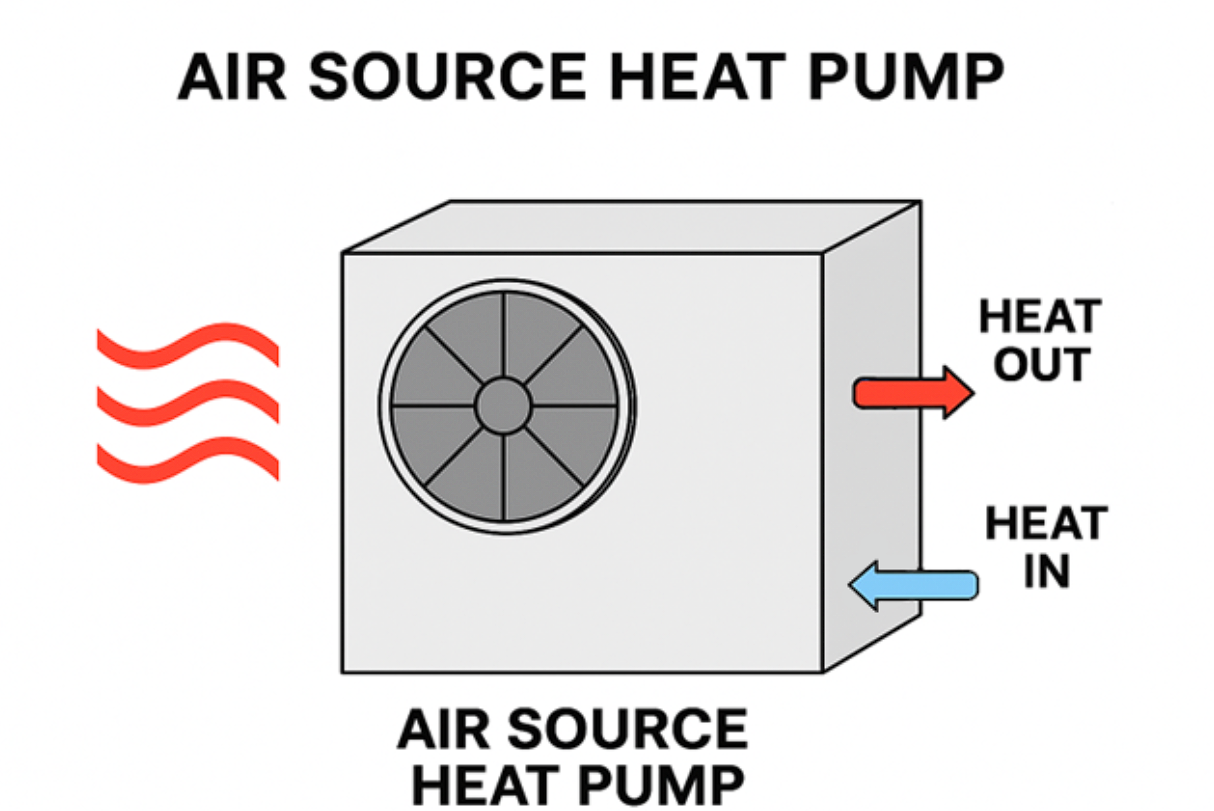 AIR SOURCE HEAT PUMP
HEAT
OUT
HEAT
IN
AIR SOURCE
HEAT PUMP